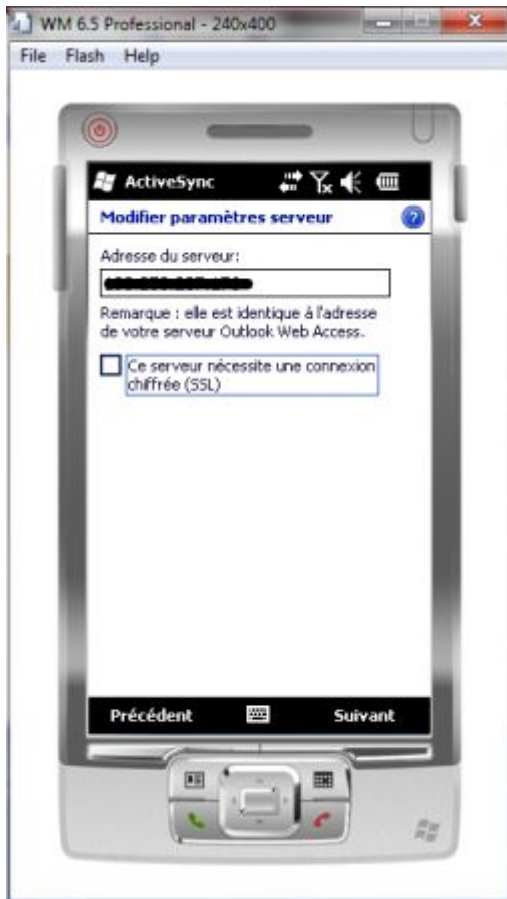 WM 6.5 Professional - 240x400
File Flash Help
ActiveSync
Modifier paramètres serveur
Adresse du serveur:
Remarque : elle est identique à l'adresse
de votre serveur Outlook Web Access.
Ce serveur nécessite une connexion
chiffrée (SSL)
Précédent Suivant